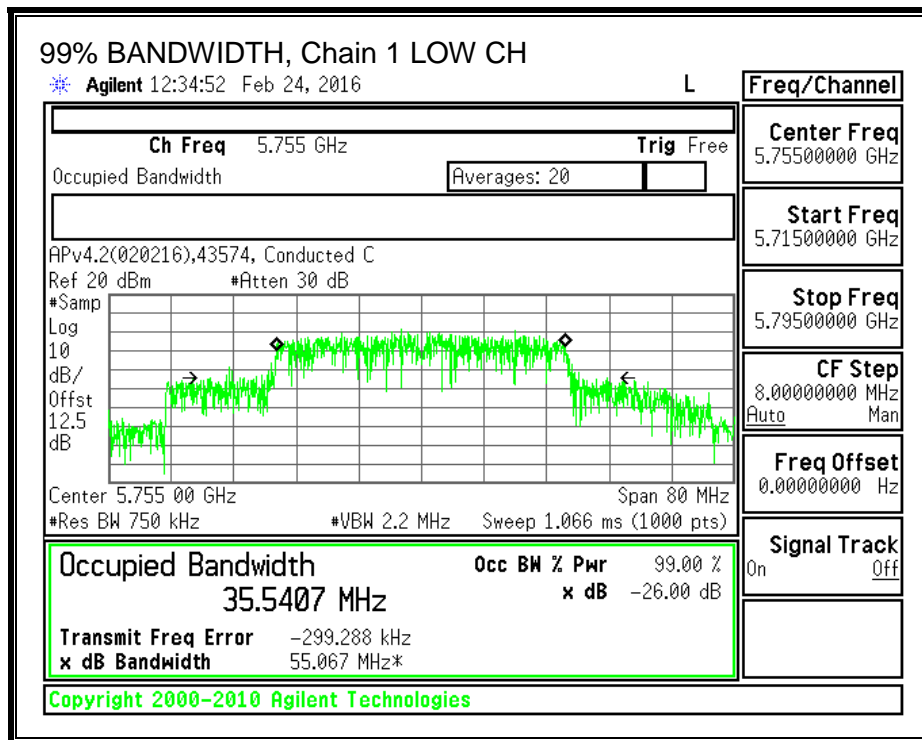 99% BANDWIDTH, Chain 1 LOW CH
Agilent 12:34:52 Feb 24, 2016 L Freq/Channel
Ch Freq 5.755 GHz Trig Free
Occupied Bandwidth Averages: 20
Center Freq
5.75500000 GHz
Start Freq
5.71500000 GHz
Stop Freq
5.79500000 GHz
CF Step
8.00000000 MHz
Auto Man
Freq Offset
0.00000000 Hz
Signal Track
On Off
APv4.2(020216),43574, Conducted C
Ref 20 dBm #Atten 30 dB
#Samp
Log
10
dB/
Offst
12.5
dB
Center 5.755 00 GHz Span 80 MHz
#Res BW 750 kHz #VBW 2.2 MHz Sweep 1.066 ms (1000 pts)
Occupied Bandwidth Occ BW % Pwr 99.00 %
35.5407 MHz x dB -26.00 dB
Transmit Freq Error -299.288 kHz
x dB Bandwidth 55.067 MHz*
Copyright 2000-2010 Agilent Technologies